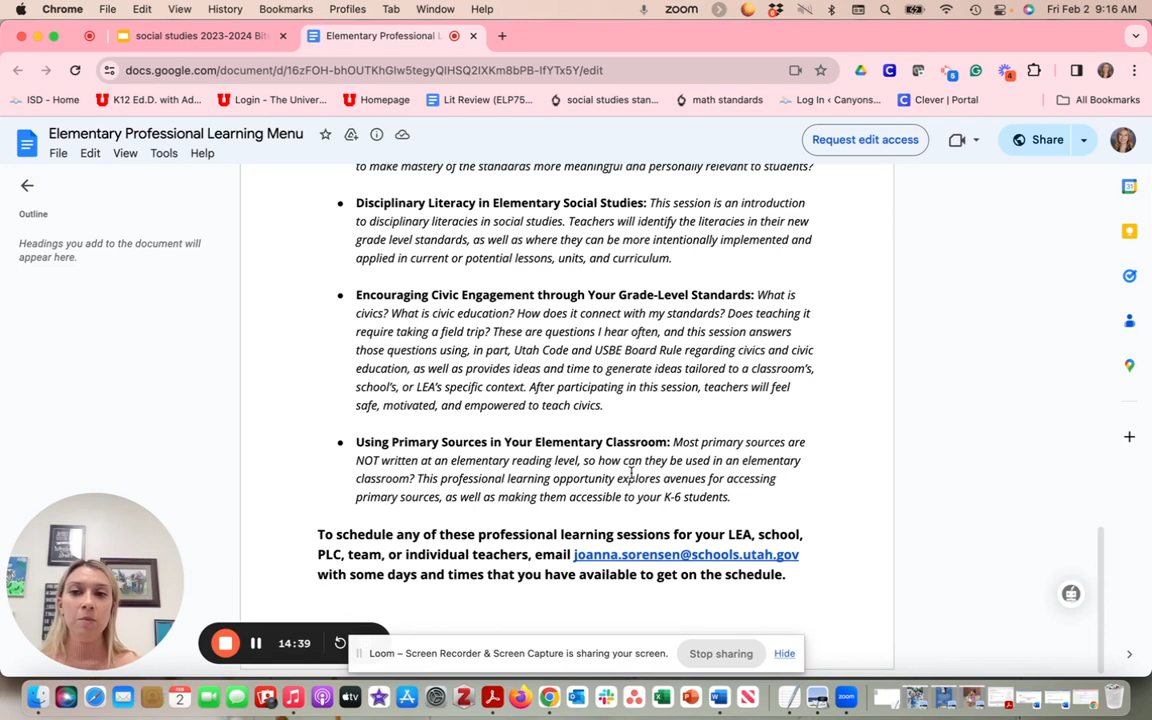 Chrome File Edit View History Bookmarks Profiles Tab Window Help zoom Fri Feb 2 9:16 AM
social studies 2023-2024 Bit Elementary Professional L
docs.google.com/document/d/16zFOH-bhOUTKhGlw5tegyQIHSQ2IXKm8bPB-IfYTx5Y/edit
ISD - Home K12 Ed.D. with Ad... Login - The Univer... Homepage Lit Review (ELP75... social studies stan... math standards Log In ‹ Canyons... Clever | Portal All Bookmarks
Elementary Professional Learning Menu
Request edit access Share
File Edit View Tools Help
Outline
Headings you add to the document will
appear here.
to make mastery of the standards more meaningful and personally relevant to students?
● Disciplinary Literacy in Elementary Social Studies: This session is an introduction
to disciplinary literacies in social studies. Teachers will identify the literacies in their new
grade level standards, as well as where they can be more intentionally implemented and
applied in current or potential lessons, units, and curriculum.
● Encouraging Civic Engagement through Your Grade-Level Standards: What is
civics? What is civic education? How does it connect with my standards? Does teaching it
require taking a field trip? These are questions I hear often, and this session answers
those questions using, in part, Utah Code and USBE Board Rule regarding civics and civic
education, as well as provides ideas and time to generate ideas tailored to a classroom's,
school's, or LEA's specific context. After participating in this session, teachers will feel
safe, motivated, and empowered to teach civics.
● Using Primary Sources in Your Elementary Classroom: Most primary sources are
NOT written at an elementary reading level, so how can they be used in an elementary
classroom? This professional learning opportunity explores avenues for accessing
primary sources, as well as making them accessible to your K-6 students.
To schedule any of these professional learning sessions for your LEA, school,
PLC, team, or individual teachers, email joanna.sorensen@schools.utah.gov
with some days and times that you have available to get on the schedule.
14:39
Loom – Screen Recorder & Screen Capture is sharing your screen. Stop sharing Hide